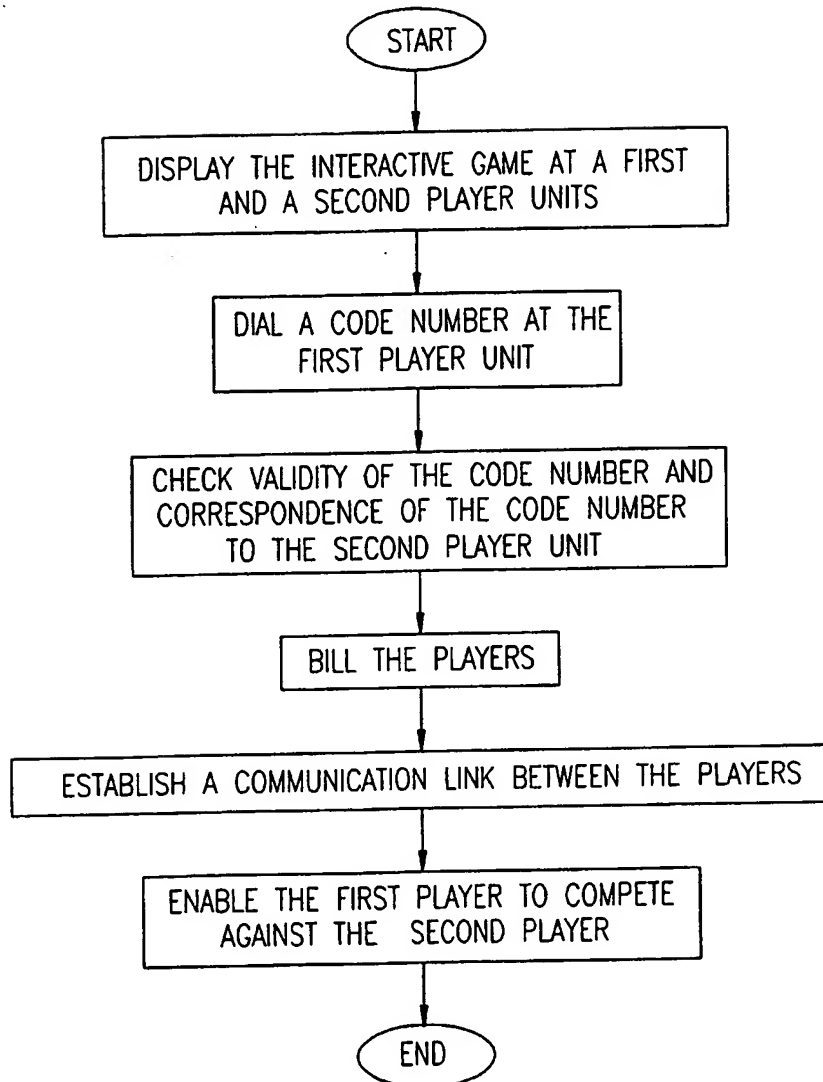 START
DISPLAY THE INTERACTIVE GAME AT A FIRST
AND A SECOND PLAYER UNITS
DIAL A CODE NUMBER AT THE
FIRST PLAYER UNIT
CHECK VALIDITY OF THE CODE NUMBER AND
CORRESPONDENCE OF THE CODE NUMBER
TO THE SECOND PLAYER UNIT
BILL THE PLAYERS
ESTABLISH A COMMUNICATION LINK BETWEEN THE PLAYERS
ENABLE THE FIRST PLAYER TO COMPETE
AGAINST THE SECOND PLAYER
END